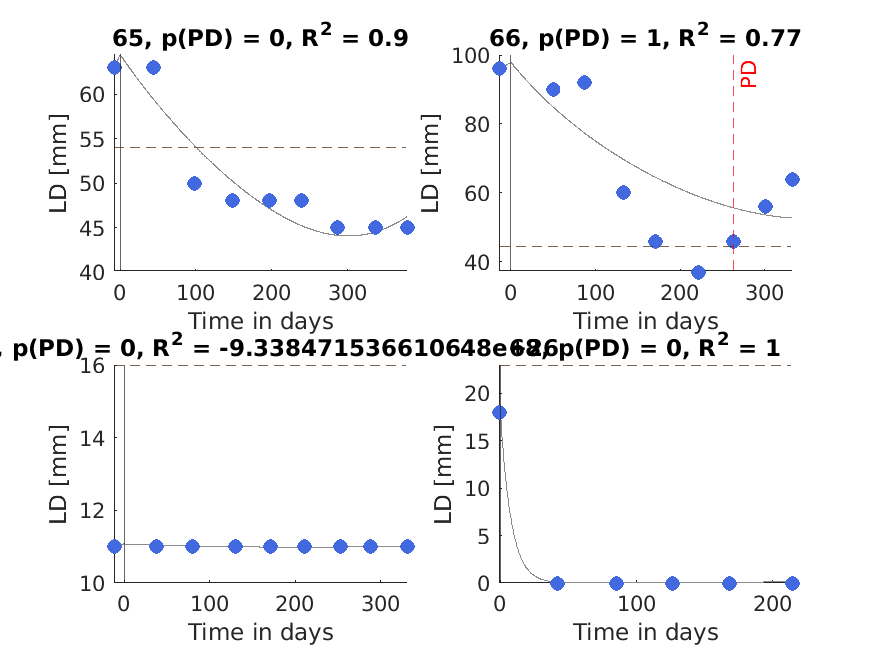 65, p(PD) = 0, R² = 0.9
66, p(PD) = 1, R² = 0.77
LD [mm]
60
55
50
45
40
0 100 200 300
Time in days
LD [mm]
100
80
60
40
PD
0 100 200 300
Time in days
, p(PD) = 0, R² = -9.338471536610648e
p(PD) = 0, R² = 1
LD [mm]
16
14
12
10
0 100 200 300
Time in days
LD [mm]
20
15
10
5
0
0 100 200
Time in days